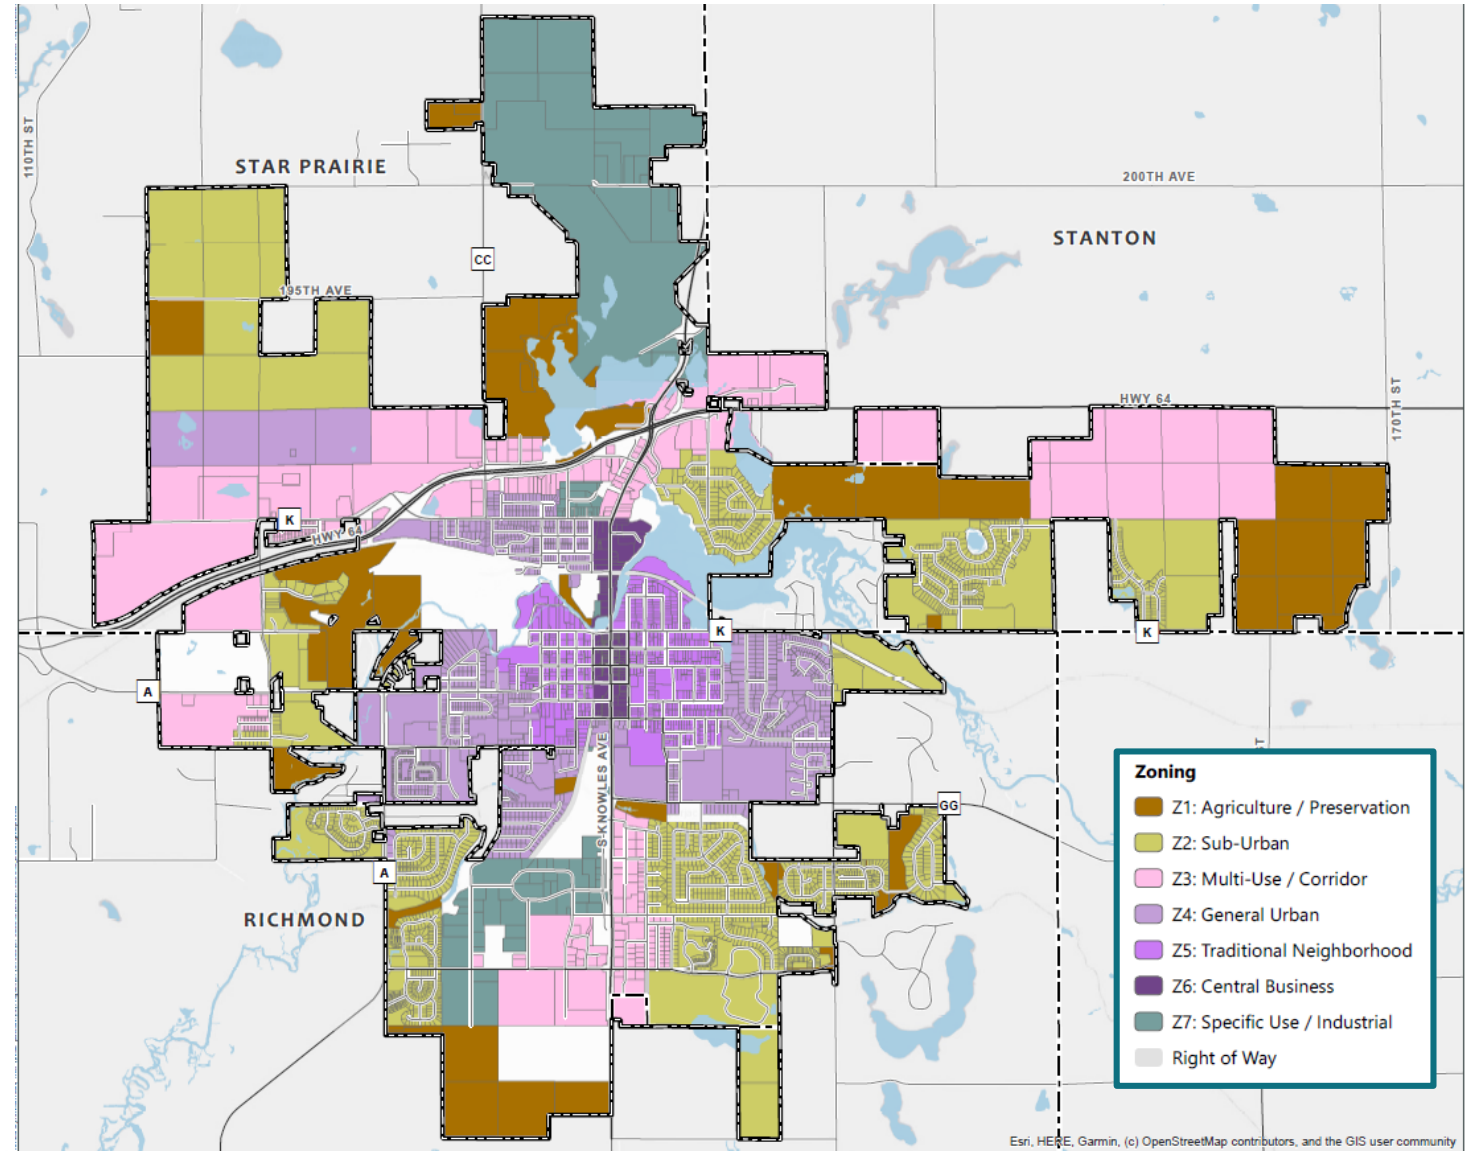 110TH ST
STAR PRAIRIE
200TH AVE
STANTON
CC
195TH AVE
HWY 64
170TH ST
K
HWY 64
K
K
A
S KNOWLES AVE
ST
GG
A
RICHMOND
Zoning
Z1: Agriculture / Preservation
Z2: Sub-Urban
Z3: Multi-Use / Corridor
Z4: General Urban
Z5: Traditional Neighborhood
Z6: Central Business
Z7: Specific Use / Industrial
Right of Way
Esri, HERE, Garmin, (c) OpenStreetMap contributors, and the GIS user community